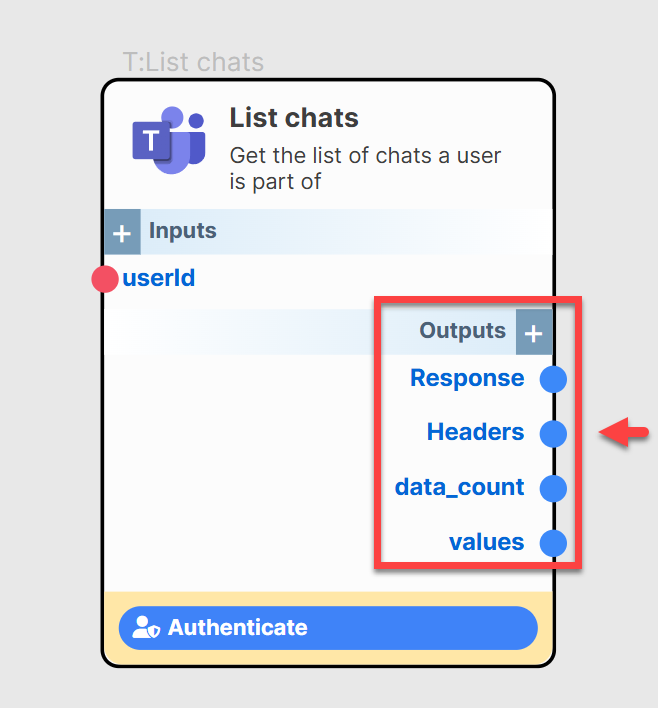 T:List chats
T
List chats
Get the list of chats a user
is part of
+ Inputs
userId
Outputs +
Response
Headers
data_count
values
Authenticate